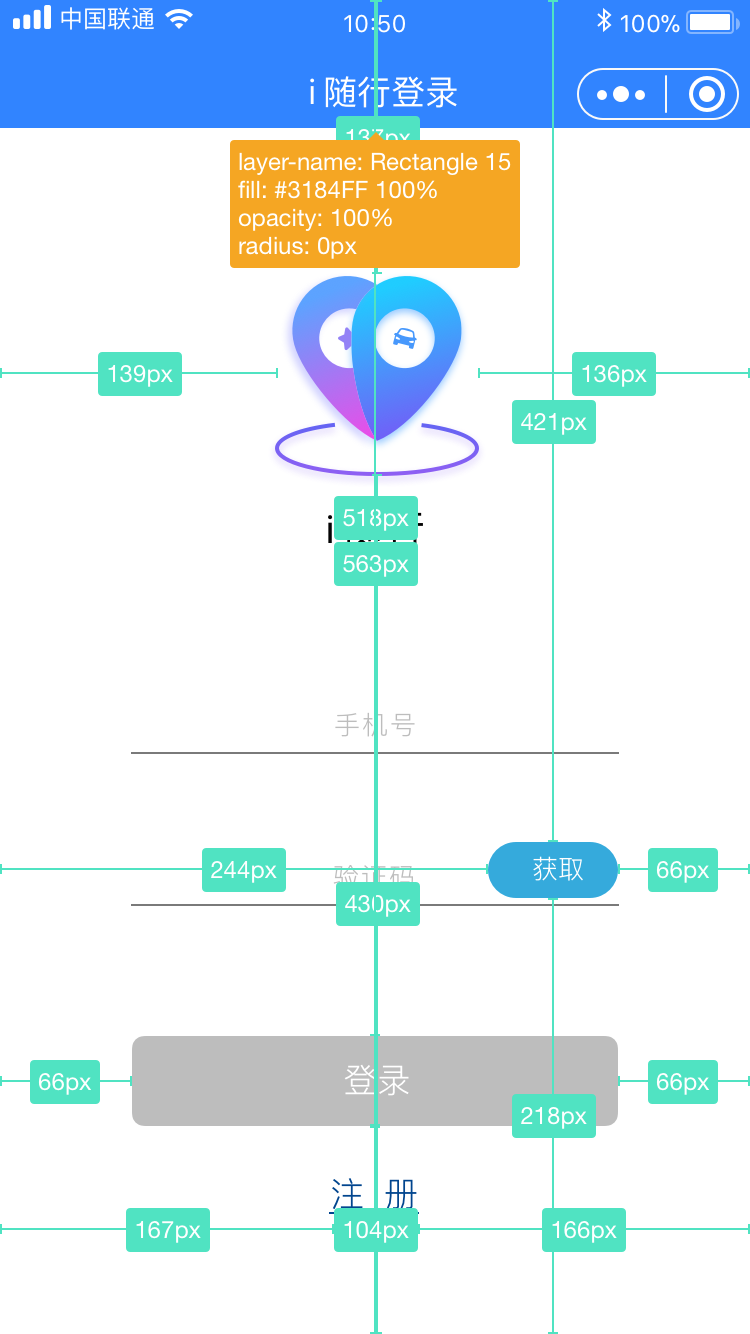 中国联通
10:50
100%
i 随行登录
137px
layer-name: Rectangle 15
fill: #3184FF 100%
opacity: 100%
radius: 0px
139px
136px
421px
518px
563px
手机号
244px
验证码
获取
66px
430px
66px
登录
66px
218px
注 册
167px
104px
166px